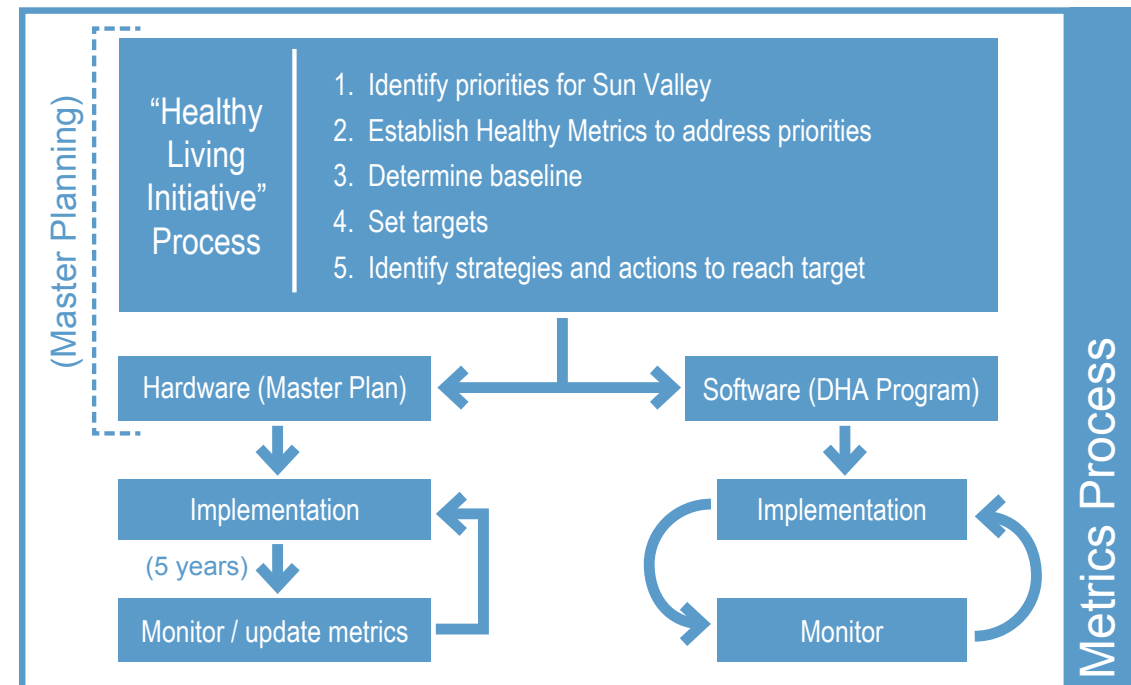 (Master Planning)
“Healthy
Living
Initiative”
Process
1. Identify priorities for Sun Valley
2. Establish Healthy Metrics to address priorities
3. Determine baseline
4. Set targets
5. Identify strategies and actions to reach target
Hardware (Master Plan)
Software (DHA Program)
Implementation
(5 years)
Monitor / update metrics
Implementation
Monitor
Metrics Process